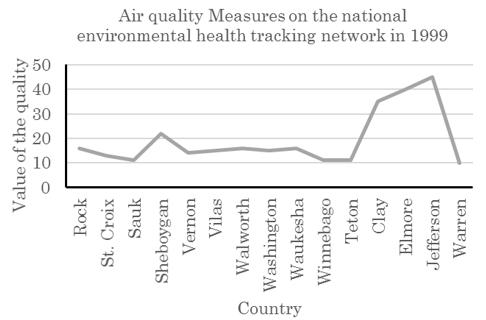 Air quality Measures on the national
environmental health tracking network in 1999
Value of the quality
50
40
30
20
10
0
Rock
St. Croix
Sauk
Sheboygan
Vernon
Vilas
Walworth
Washington
Waukesha
Winnebago
Teton
Clay
Elmore
Jefferson
Warren
Country